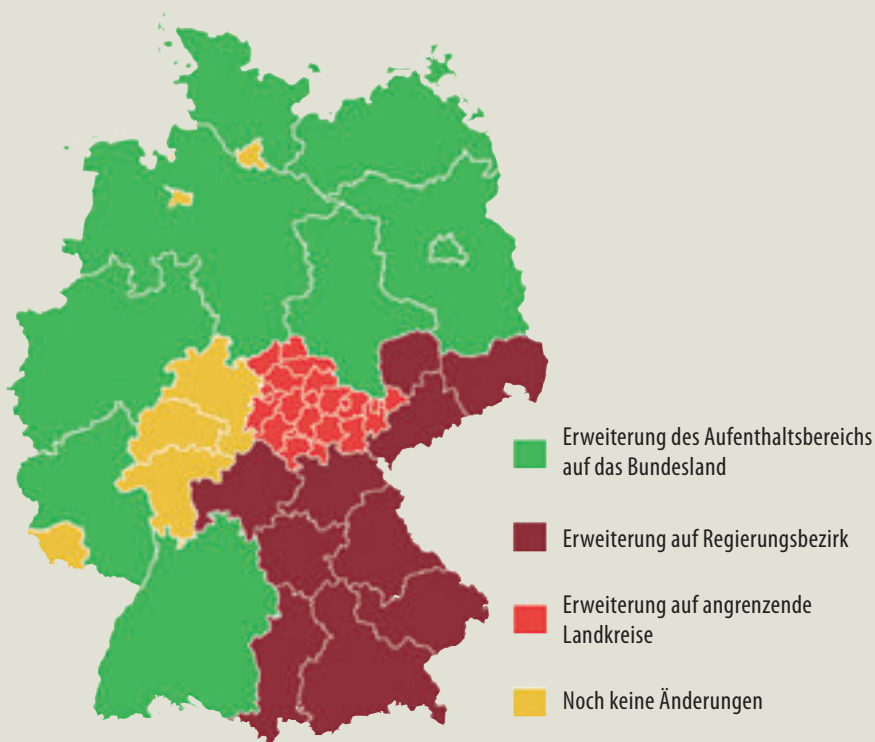 Erweiterung des Aufenthaltsbereichs
auf das Bundesland
Erweiterung auf Regierungsbezirk
Erweiterung auf angrenzende
Landkreise
Noch keine Änderungen